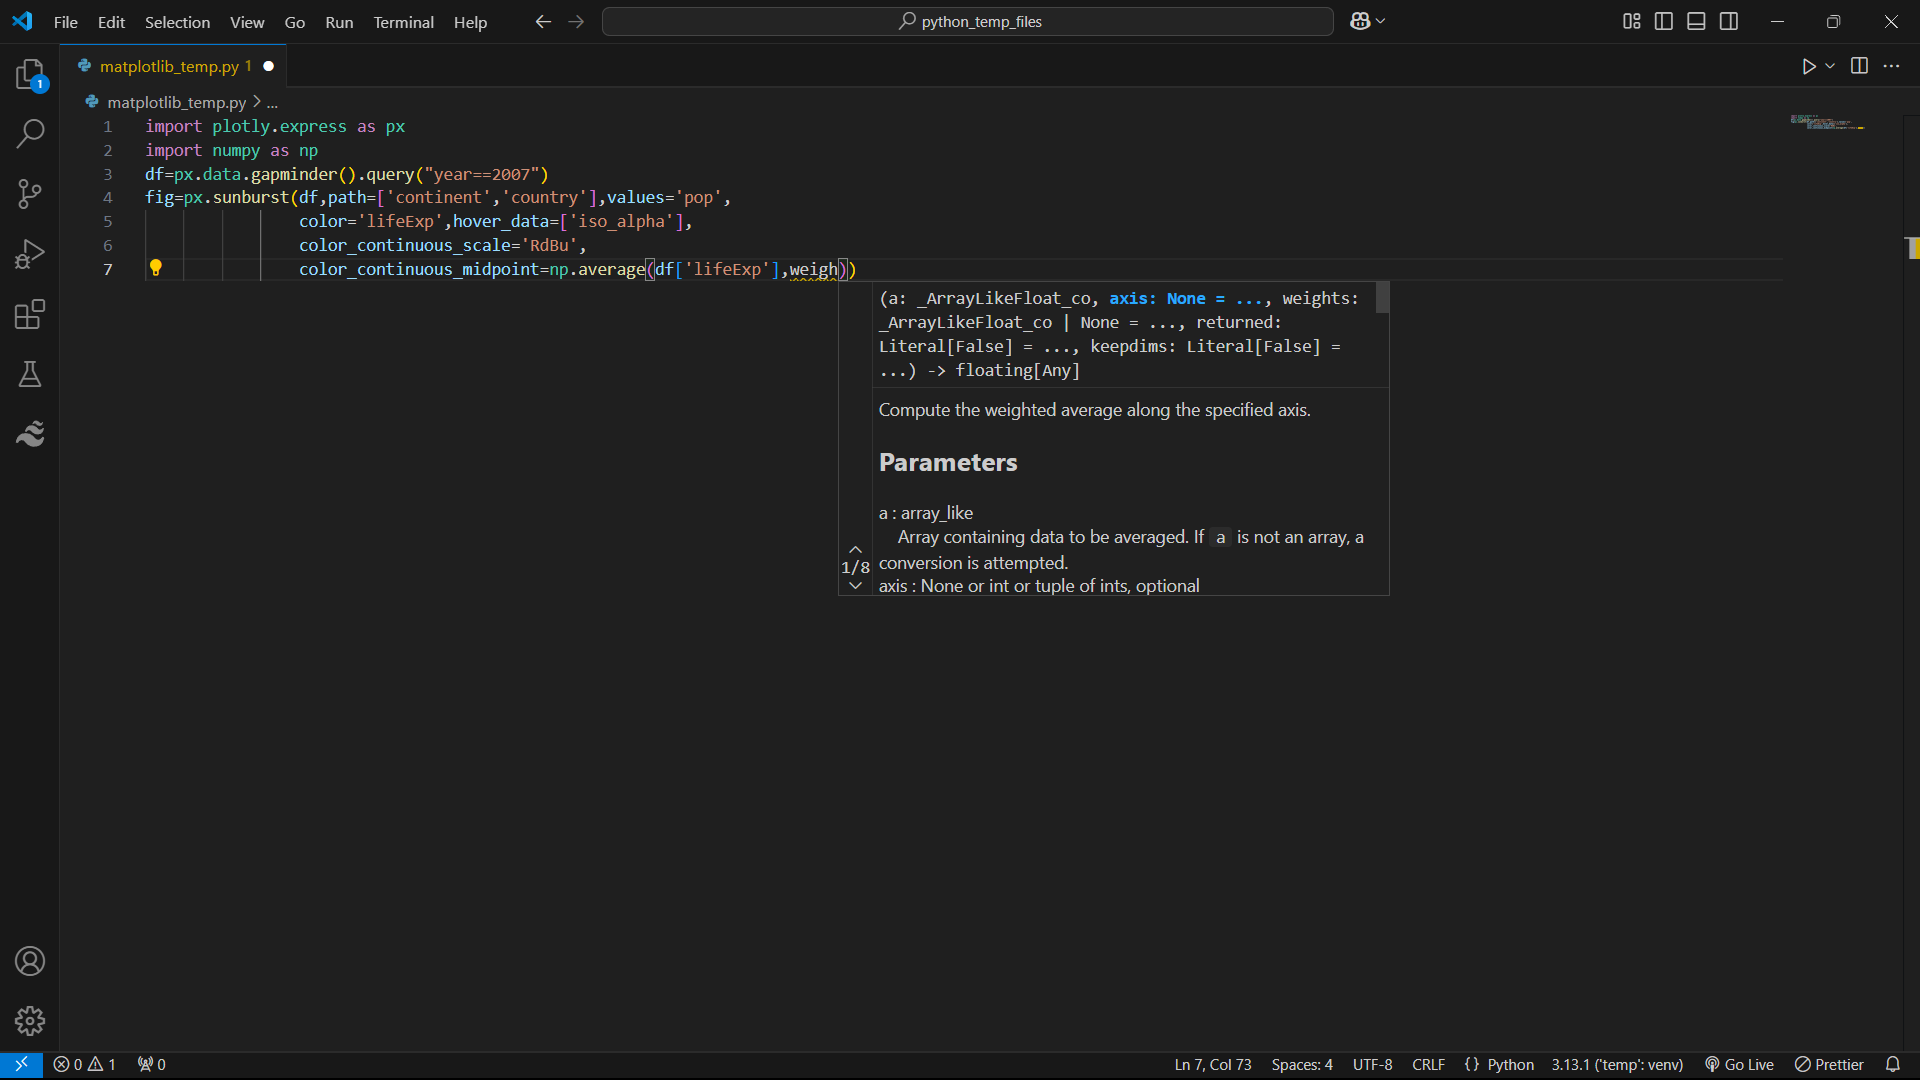 File Edit Selection View Go Run Terminal Help
python_temp_files
1
matplotlib_temp.py 1
matplotlib_temp.py > ...
1 import plotly.express as px
2 import numpy as np
3 df=px.data.gapminder().query("year==2007")
4 fig=px.sunburst(df,path=['continent','country'],values='pop',
5 color='lifeExp',hover_data=['iso_alpha'],
6 color_continuous_scale='RdBu',
7 color_continuous_midpoint=np.average(df['lifeExp'],weigh))
(a: _ArrayLikeFloat_co, axis: None = ..., weights:
_ArrayLikeFloat_co | None = ..., returned:
Literal[False] = ..., keepdims: Literal[False] =
...) -> floating[Any]
Compute the weighted average along the specified axis.
Parameters
a : array_like
Array containing data to be averaged. If a is not an array, a
1/8 conversion is attempted.
axis : None or int or tuple of ints, optional
0 1 0 Ln 7, Col 73 Spaces: 4 UTF-8 CRLF {} Python 3.13.1 ('temp': venv) Go Live Prettier